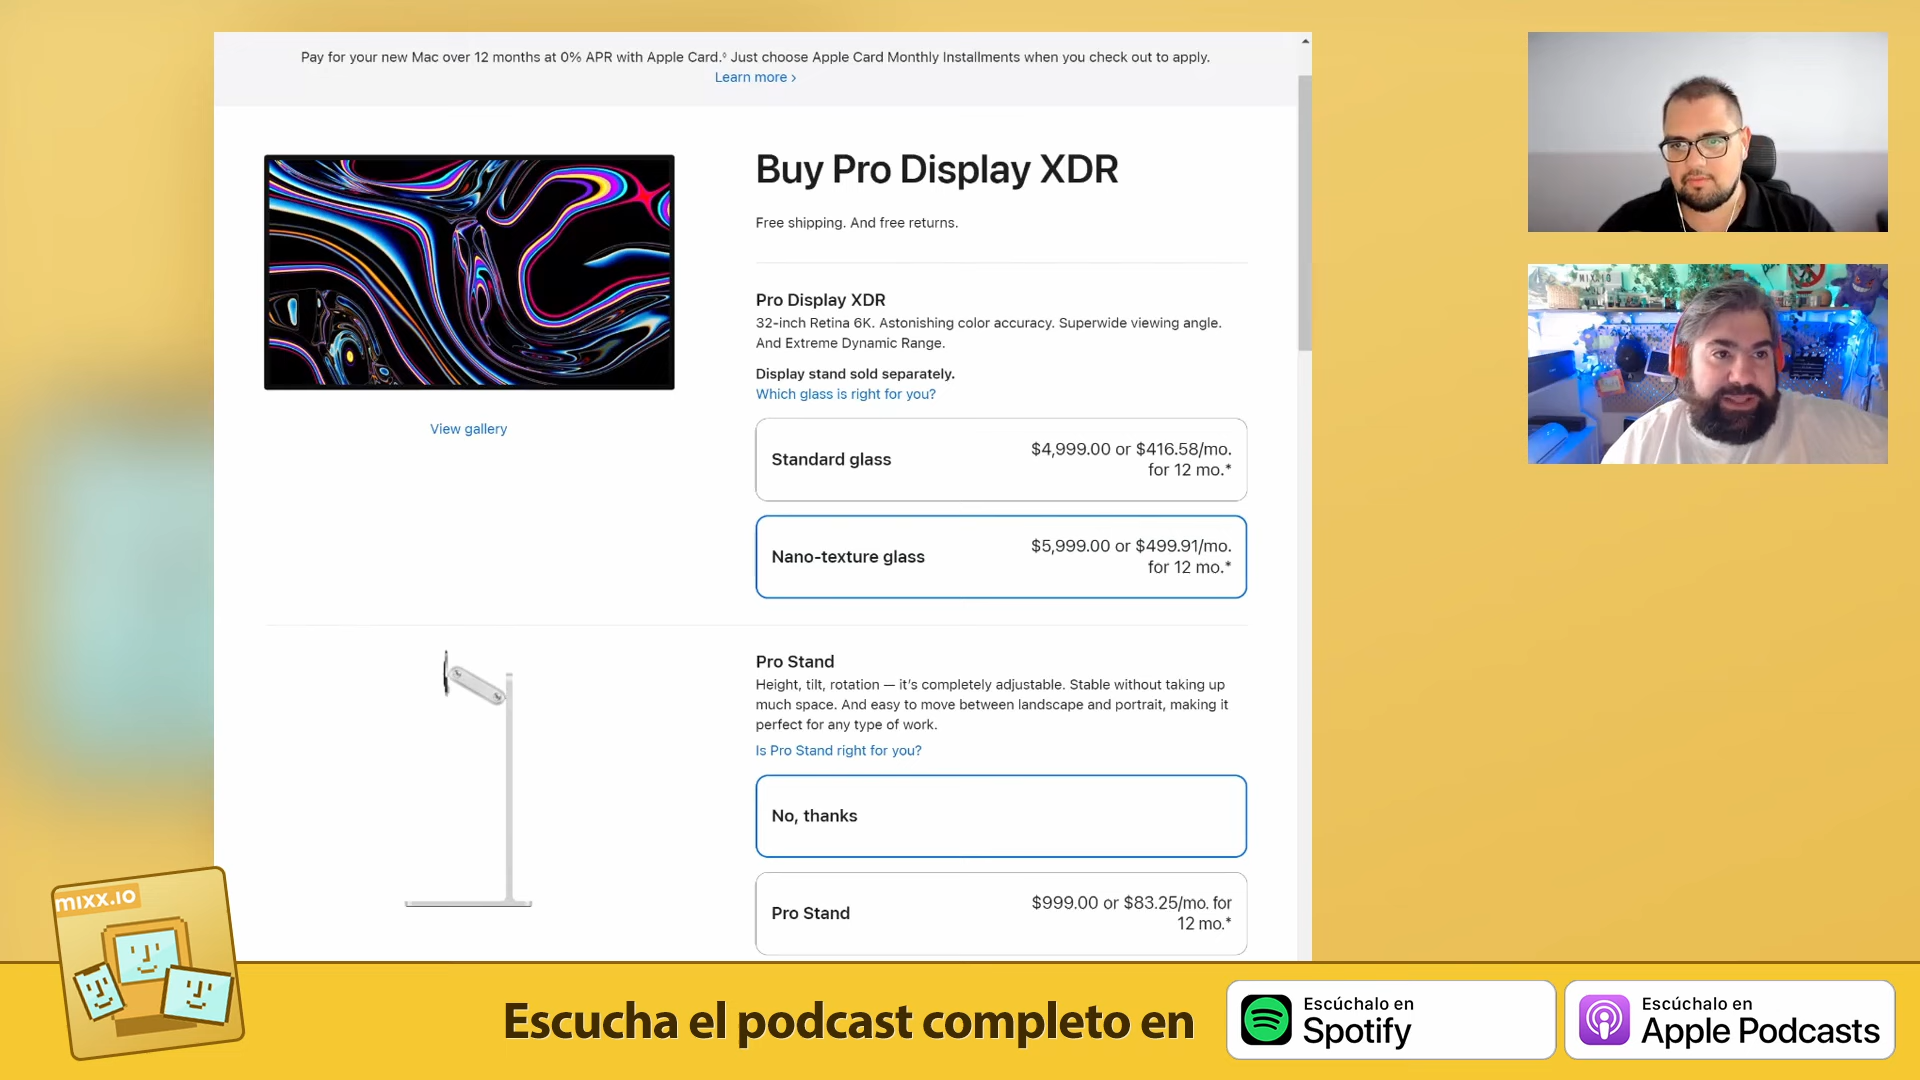 Pay for your new Mac over 12 months at 0% APR with Apple Card.◊ Just choose Apple Card Monthly Installments when you check out to apply.
Learn more ›
Buy Pro Display XDR
Free shipping. And free returns.
Pro Display XDR
32-inch Retina 6K. Astonishing color accuracy. Superwide viewing angle.
And Extreme Dynamic Range.
Display stand sold separately.
Which glass is right for you?
View gallery
Standard glass
$4,999.00 or $416.58/mo.
for 12 mo.*
Nano-texture glass
$5,999.00 or $499.91/mo.
for 12 mo.*
Pro Stand
Height, tilt, rotation — it's completely adjustable. Stable without taking up
much space. And easy to move between landscape and portrait, making it
perfect for any type of work.
Is Pro Stand right for you?
No, thanks
Pro Stand
$999.00 or $83.25/mo. for
12 mo.*
MIXX.IO
mixx.io
Escucha el podcast completo en
Escúchalo en
Spotify
Escúchalo en
Apple Podcasts